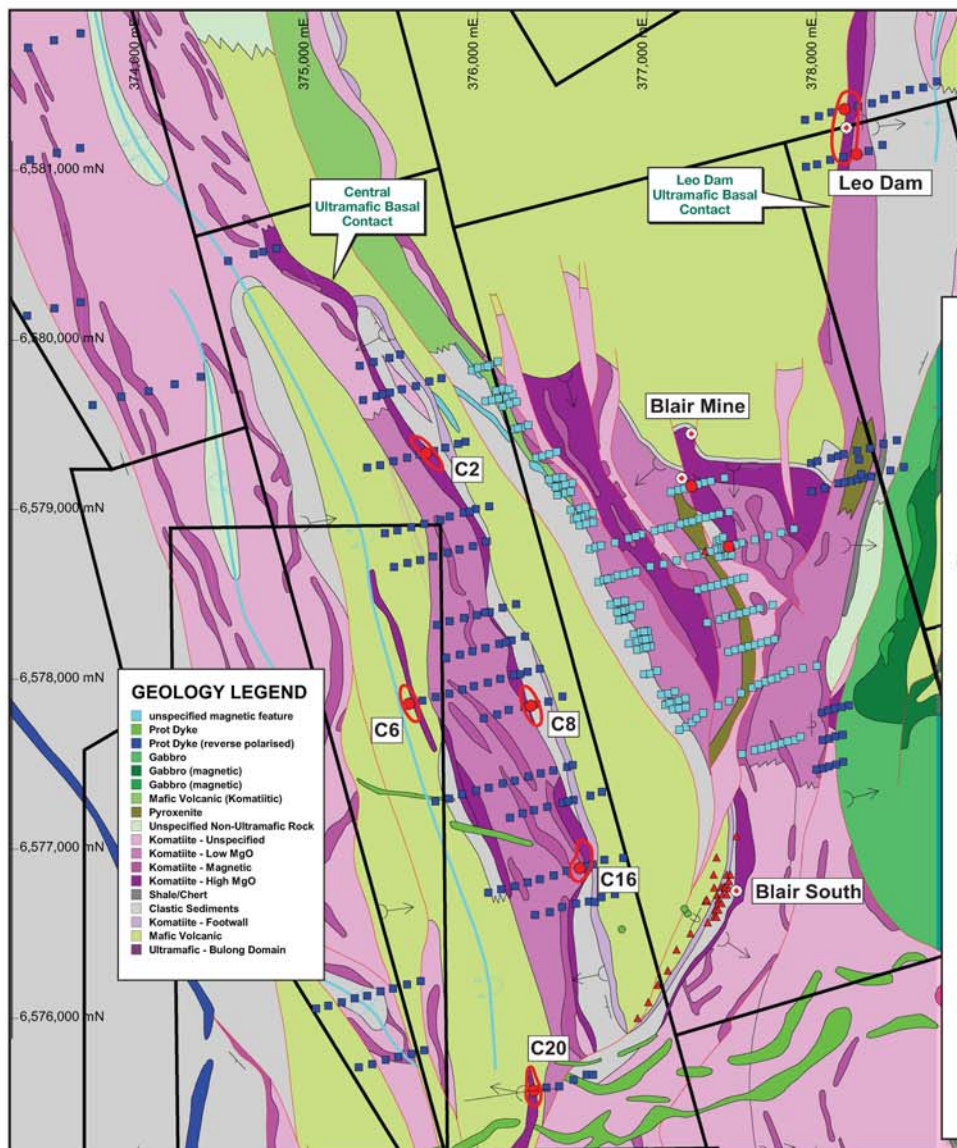 374,000 mE
375,000 mE
376,000 mE
377,000 mE
378,000 mE
6,581,000 mN
6,580,000 mN
6,579,000 mN
6,578,000 mN
6,577,000 mN
6,576,000 mN
Central
Ultramafic Basal
Contact
Leo Dam
Ultramafic Basal
Contact
Leo Dam
Blair Mine
C2
C6
C8
C16
Blair South
C20
GEOLOGY LEGEND
unspecified magnetic feature
Prot Dyke
Prot Dyke (reverse polarised)
Gabbro
Gabbro (magnetic)
Gabbro (magnetic)
Mafic Volcanic (Komatiitic)
Pyroxenite
Unspecified Non-Ultramafic Rock
Komatiite - Unspecified
Komatiite - Low MgO
Komatiite - Magnetic
Komatiite - High MgO
Shale/Chert
Clastic Sediments
Komatiite - Footwall
Mafic Volcanic
Ultramafic - Bulong Domain